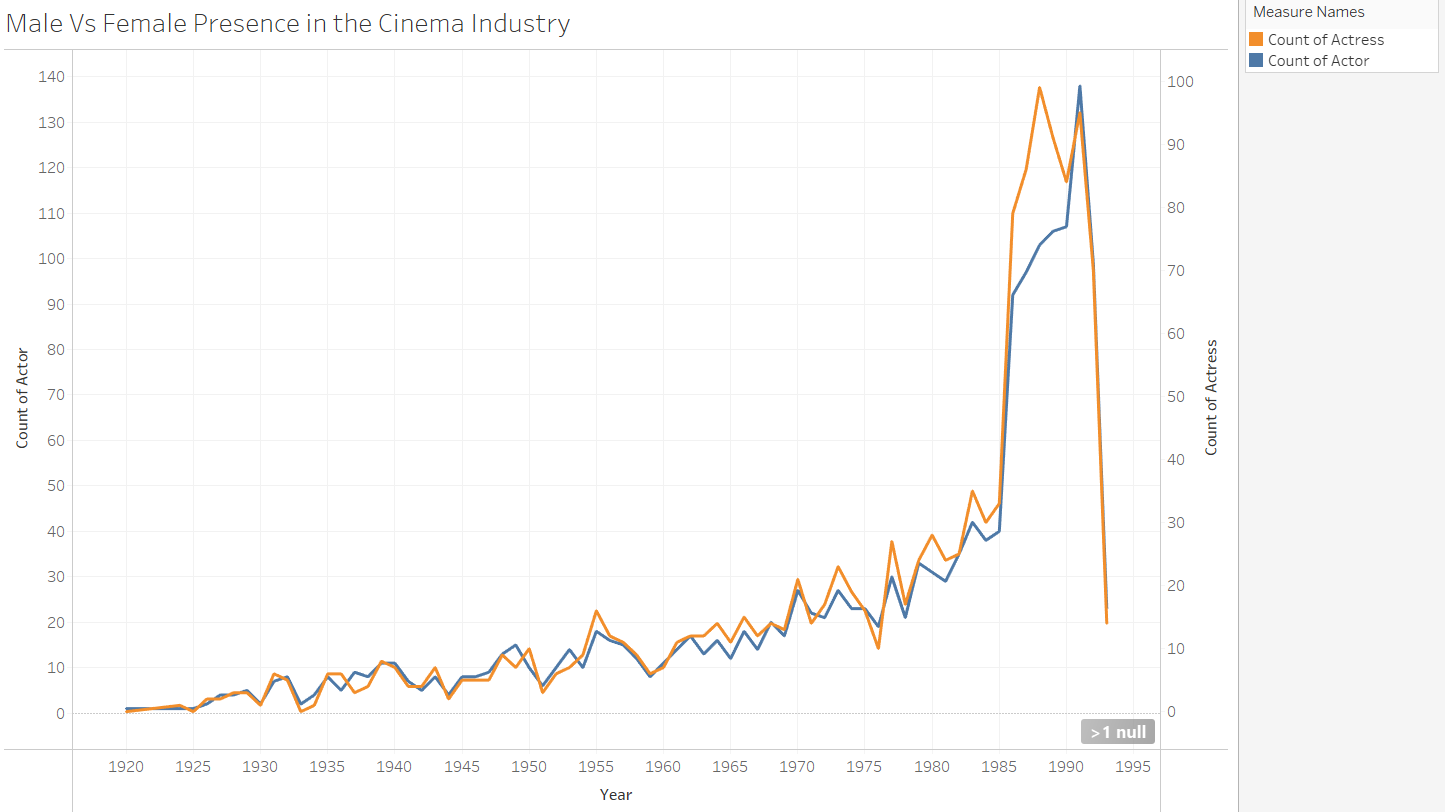 Male Vs Female Presence in the Cinema Industry
Measure Names
Count of Actress
Count of Actor
140
130
120
110
100
90
80
70
60
50
40
30
20
10
0
Count of Actor
100
90
80
70
60
50
40
30
20
10
0
Count of Actress
>1 null
1920 1925 1930 1935 1940 1945 1950 1955 1960 1965 1970 1975 1980 1985 1990 1995
Year